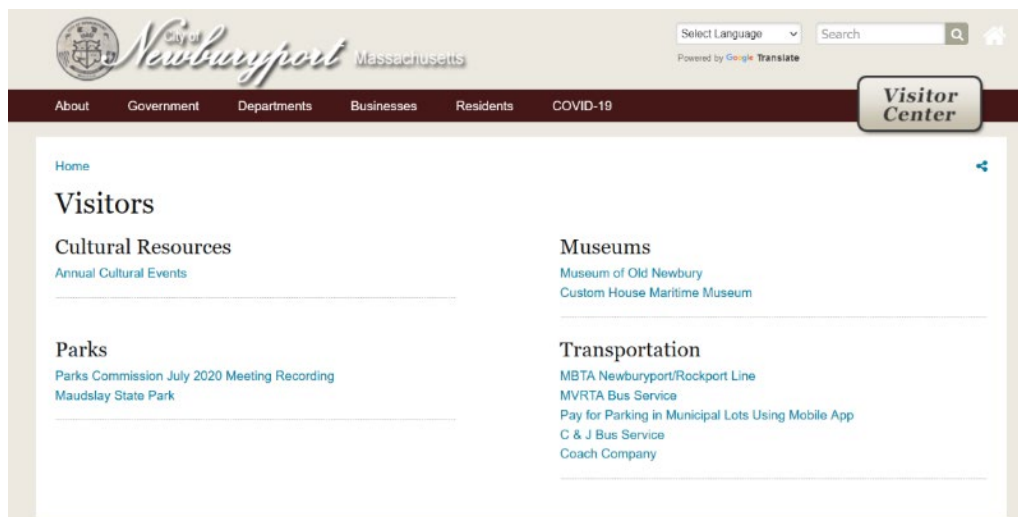 City of
Newburyport Massachusetts
Select Language
Search
Powered by Google Translate
About Government Departments Businesses Residents COVID-19
Visitor
Center
Home
Visitors
Cultural Resources
Annual Cultural Events
Museums
Museum of Old Newbury
Custom House Maritime Museum
Parks
Parks Commission July 2020 Meeting Recording
Maudslay State Park
Transportation
MBTA Newburyport/Rockport Line
MVRTA Bus Service
Pay for Parking in Municipal Lots Using Mobile App
C & J Bus Service
Coach Company